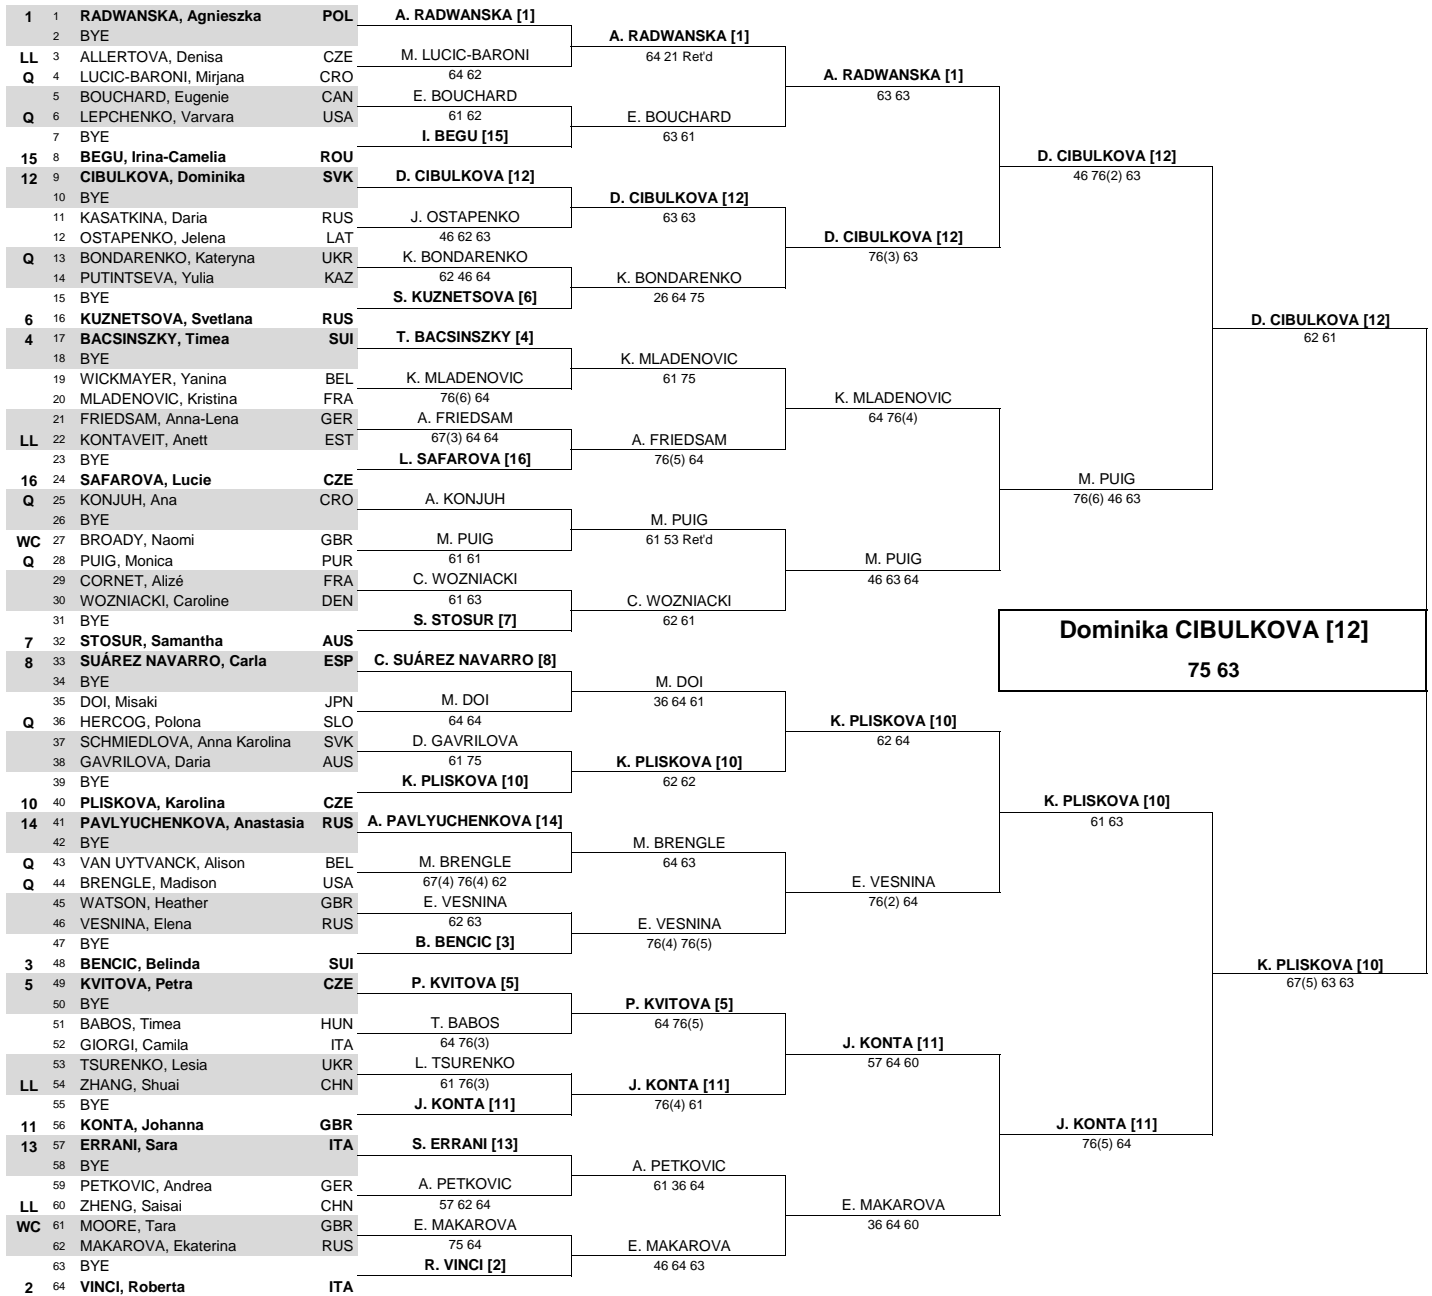 1 1 RADWANSKA, Agnieszka POL
2 BYE
LL 3 ALLERTOVA, Denisa CZE
Q 4 LUCIC-BARONI, Mirjana CRO
5 BOUCHARD, Eugenie CAN
Q 6 LEPCHENKO, Varvara USA
7 BYE
15 8 BEGU, Irina-Camelia ROU
12 9 CIBULKOVA, Dominika SVK
10 BYE
11 KASATKINA, Daria RUS
12 OSTAPENKO, Jelena LAT
Q 13 BONDARENKO, Kateryna UKR
14 PUTINTSEVA, Yulia KAZ
15 BYE
6 16 KUZNETSOVA, Svetlana RUS
4 17 BACSINSZKY, Timea SUI
18 BYE
19 WICKMAYER, Yanina BEL
20 MLADENOVIC, Kristina FRA
21 FRIEDSAM, Anna-Lena GER
LL 22 KONTAVEIT, Anett EST
23 BYE
16 24 SAFAROVA, Lucie CZE
Q 25 KONJUH, Ana CRO
26 BYE
WC 27 BROADY, Naomi GBR
Q 28 PUIG, Monica PUR
29 CORNET, Alizé FRA
30 WOZNIACKI, Caroline DEN
31 BYE
7 32 STOSUR, Samantha AUS
8 33 SUÁREZ NAVARRO, Carla ESP
34 BYE
35 DOI, Misaki JPN
Q 36 HERCOG, Polona SLO
37 SCHMIEDLOVA, Anna Karolina SVK
38 GAVRILOVA, Daria AUS
39 BYE
10 40 PLISKOVA, Karolina CZE
14 41 PAVLYUCHENKOVA, Anastasia RUS
42 BYE
Q 43 VAN UYTVANCK, Alison BEL
Q 44 BRENGLE, Madison USA
45 WATSON, Heather GBR
46 VESNINA, Elena RUS
47 BYE
3 48 BENCIC, Belinda SUI
5 49 KVITOVA, Petra CZE
50 BYE
51 BABOS, Timea HUN
52 GIORGI, Camila ITA
53 TSURENKO, Lesia UKR
LL 54 ZHANG, Shuai CHN
55 BYE
11 56 KONTA, Johanna GBR
13 57 ERRANI, Sara ITA
58 BYE
59 PETKOVIC, Andrea GER
LL 60 ZHENG, Saisai CHN
WC 61 MOORE, Tara GBR
62 MAKAROVA, Ekaterina RUS
63 BYE
2 64 VINCI, Roberta ITA
A. RADWANSKA [1]
M. LUCIC-BARONI
64 62
E. BOUCHARD
61 62
I. BEGU [15]
D. CIBULKOVA [12]
J. OSTAPENKO
46 62 63
K. BONDARENKO
62 46 64
S. KUZNETSOVA [6]
T. BACSINSZKY [4]
K. MLADENOVIC
76(6) 64
A. FRIEDSAM
67(3) 64 64
L. SAFAROVA [16]
A. KONJUH
M. PUIG
61 61
C. WOZNIACKI
61 63
S. STOSUR [7]
C. SUÁREZ NAVARRO [8]
M. DOI
64 64
D. GAVRILOVA
61 75
K. PLISKOVA [10]
A. PAVLYUCHENKOVA [14]
M. BRENGLE
67(4) 76(4) 62
E. VESNINA
62 63
B. BENCIC [3]
P. KVITOVA [5]
T. BABOS
64 76(3)
L. TSURENKO
61 76(3)
J. KONTA [11]
S. ERRANI [13]
A. PETKOVIC
57 62 64
E. MAKAROVA
75 64
R. VINCI [2]
A. RADWANSKA [1]
64 21 Ret'd
E. BOUCHARD
63 61
D. CIBULKOVA [12]
63 63
K. BONDARENKO
26 64 75
K. MLADENOVIC
61 75
A. FRIEDSAM
76(5) 64
M. PUIG
61 53 Ret'd
C. WOZNIACKI
62 61
M. DOI
36 64 61
K. PLISKOVA [10]
62 62
M. BRENGLE
64 63
E. VESNINA
76(4) 76(5)
P. KVITOVA [5]
64 76(5)
J. KONTA [11]
76(4) 61
A. PETKOVIC
61 36 64
E. MAKAROVA
46 64 63
A. RADWANSKA [1]
63 63
D. CIBULKOVA [12]
76(3) 63
K. MLADENOVIC
64 76(4)
M. PUIG
46 63 64
K. PLISKOVA [10]
62 64
E. VESNINA
76(2) 64
J. KONTA [11]
57 64 60
E. MAKAROVA
36 64 60
D. CIBULKOVA [12]
46 76(2) 63
M. PUIG
76(6) 46 63
K. PLISKOVA [10]
61 63
J. KONTA [11]
76(5) 64
D. CIBULKOVA [12]
62 61
K. PLISKOVA [10]
67(5) 63 63
Dominika CIBULKOVA [12]
75 63